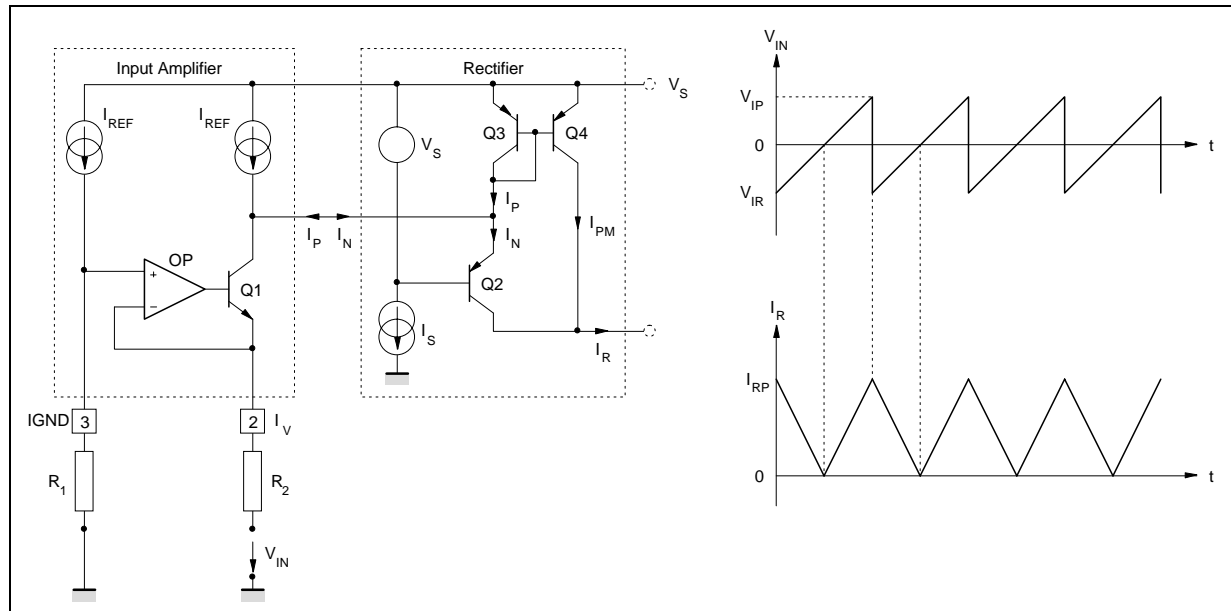 Input Amplifier
Rectifier
V_S
I_REF
I_REF
V_S
Q3
Q4
I_P
I_P
I_N
I_N
I_PM
OP
+
−
Q1
Q2
I_S
I_R
IGND
3
2
I_V
R_1
R_2
V_IN
V_IN
V_IP
0
V_IR
t
I_R
I_RP
0
t